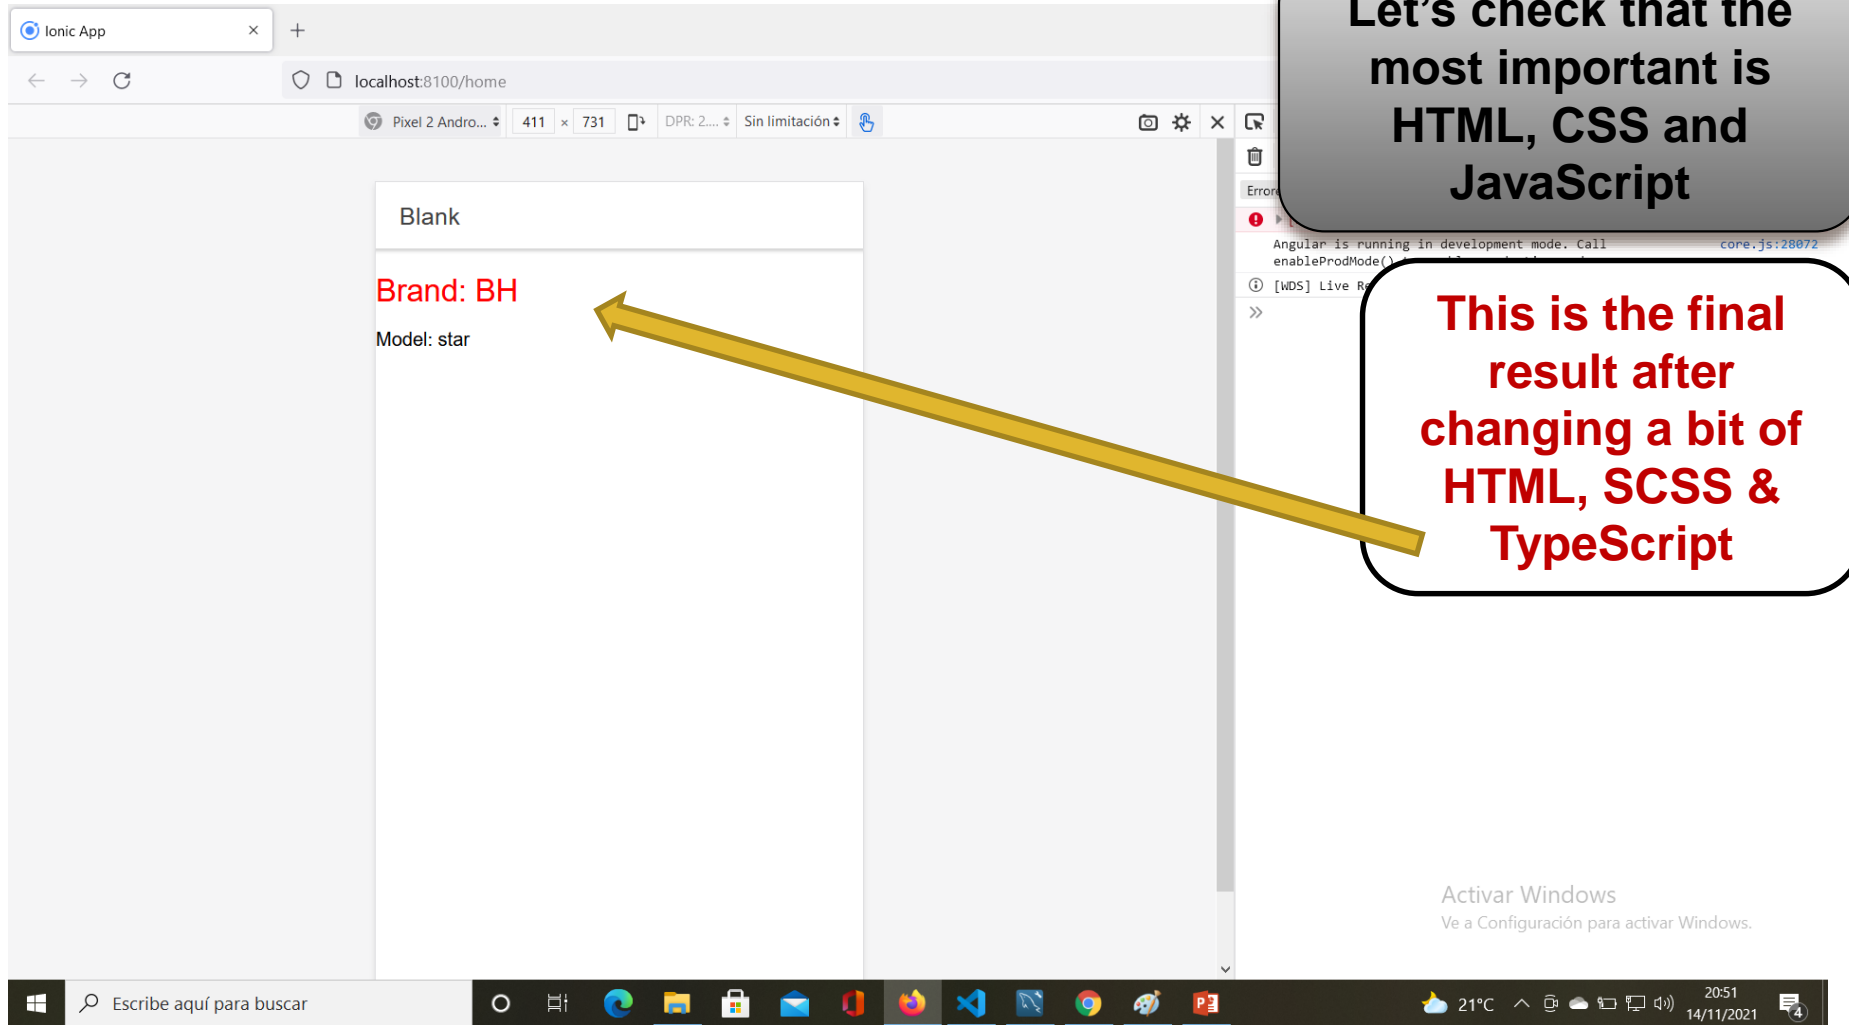 Ionic App
Let's check that the
most important is
HTML, CSS and
JavaScript
localhost:8100/home
Pixel 2 Andro... 411 × 731 DPR: 2.... Sin limitación
Blank
Brand: BH
Model: star
Angular is running in development mode. Call core.js:28072
enableProdMode()
[WDS] Live
This is the final
result after
changing a bit of
HTML, SCSS &
TypeScript
Activar Windows
Ve a Configuración para activar Windows.
Escribe aquí para buscar
21°C
20:51
14/11/2021
4